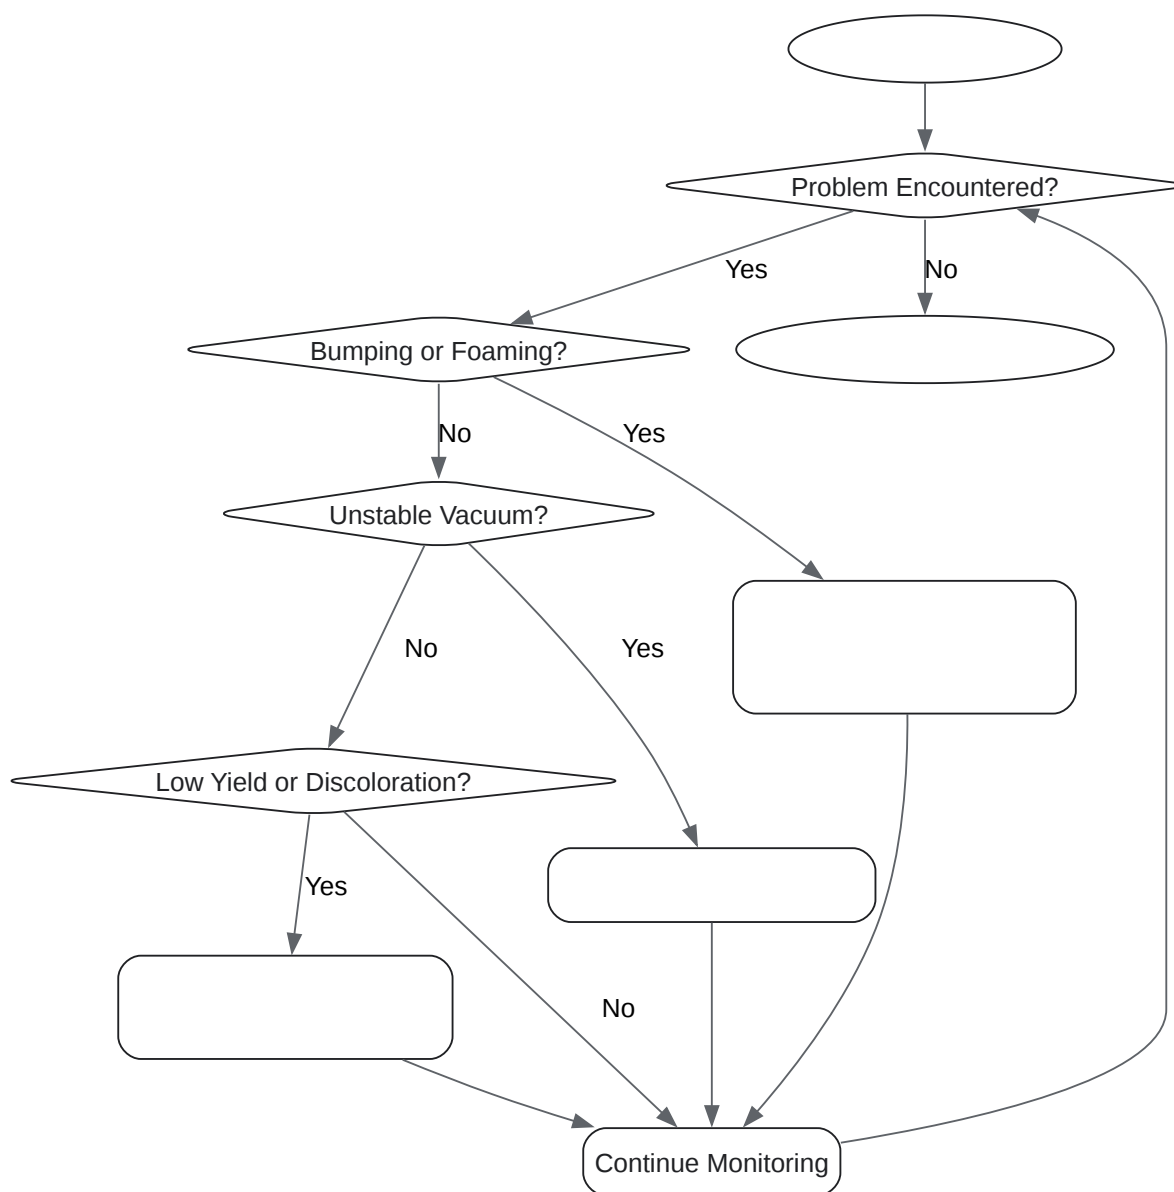 Problem Encountered?
Yes
No
Bumping or Foaming?
No
Yes
Unstable Vacuum?
No
Yes
Low Yield or Discoloration?
Yes
No
Continue Monitoring